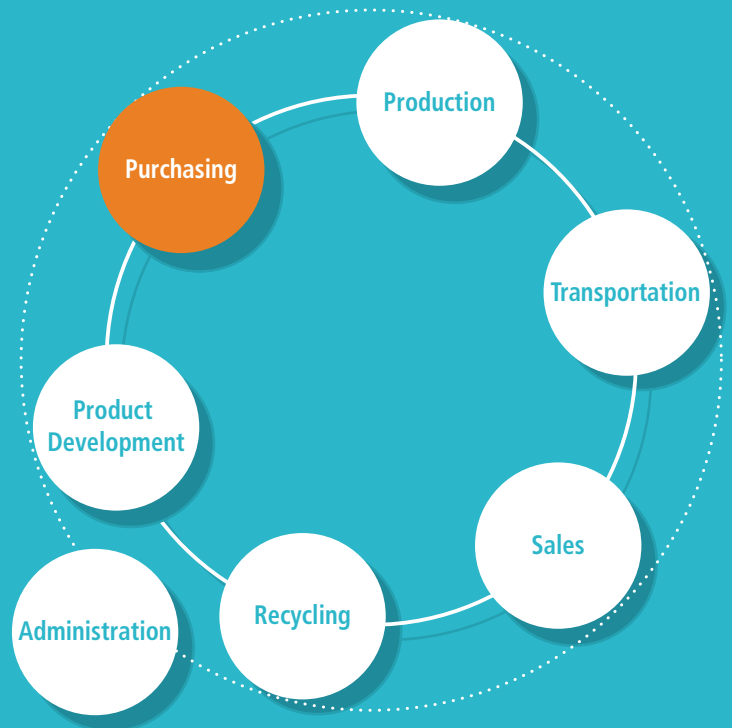 Production
Purchasing
Transportation
Product
Development
Sales
Recycling
Administration